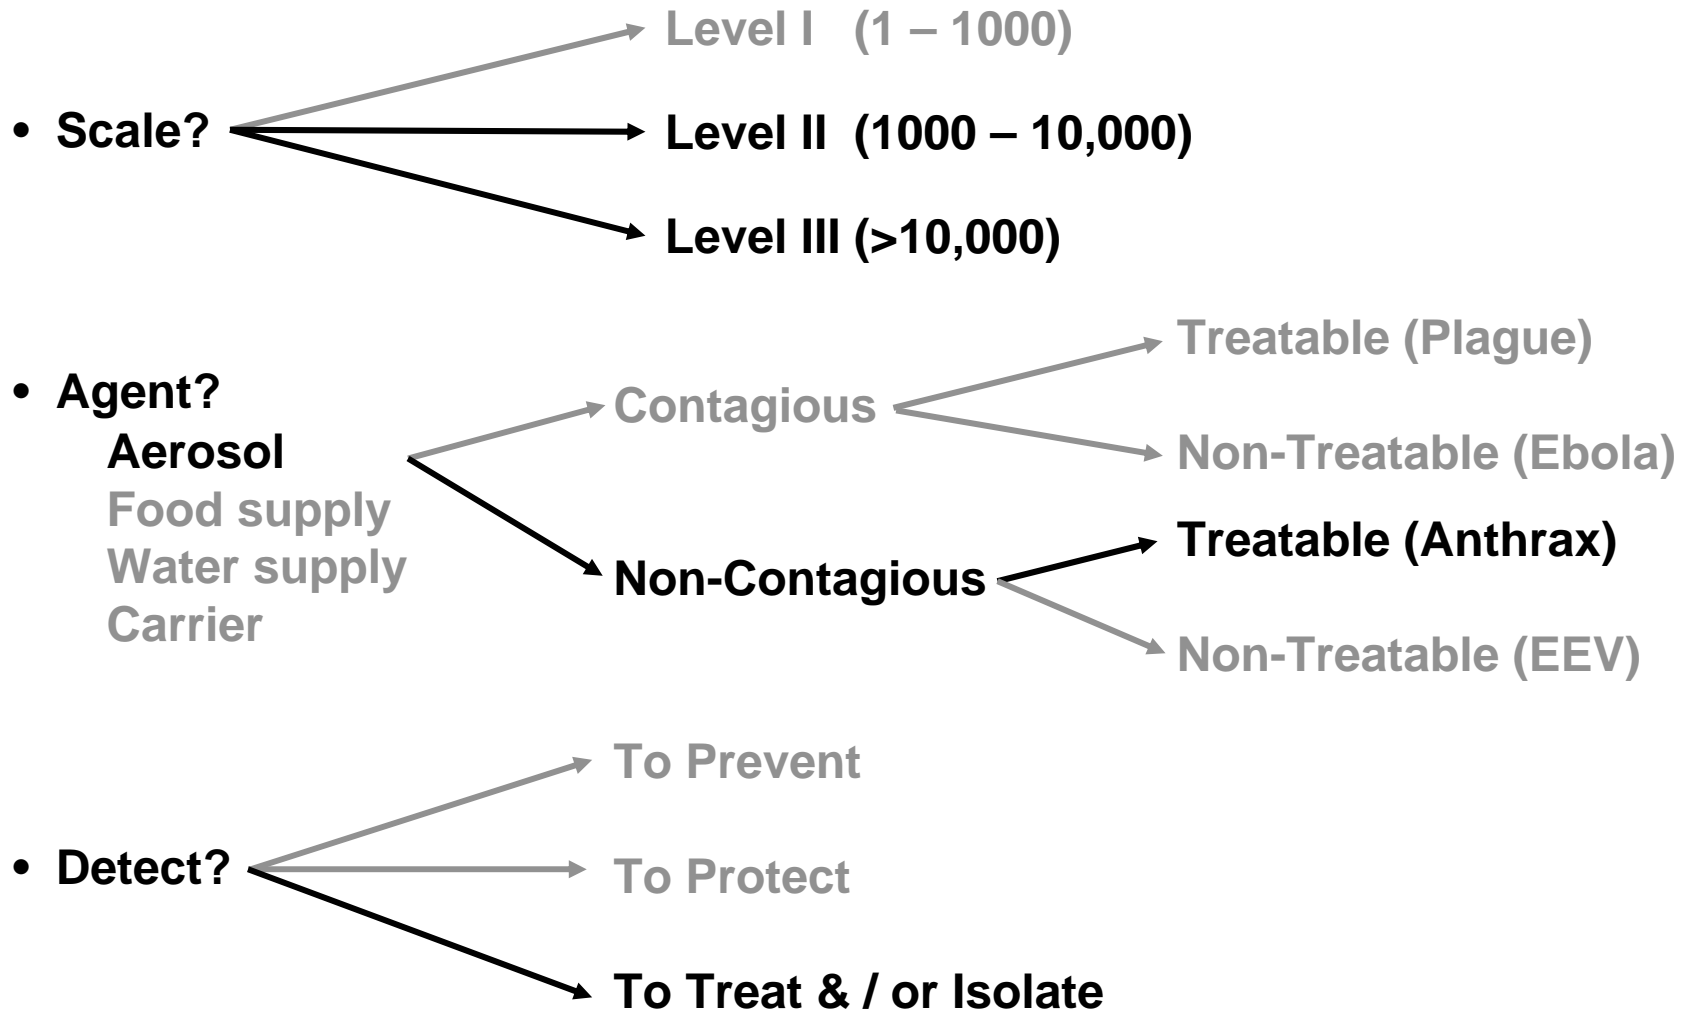 Level I (1 – 1000)
• Scale?
Level II (1000 – 10,000)
Level III (>10,000)
Treatable (Plague)
• Agent?
Contagious
Aerosol
Non-Treatable (Ebola)
Food supply
Treatable (Anthrax)
Water supply
Non-Contagious
Carrier
Non-Treatable (EEV)
To Prevent
• Detect?
To Protect
To Treat & / or Isolate